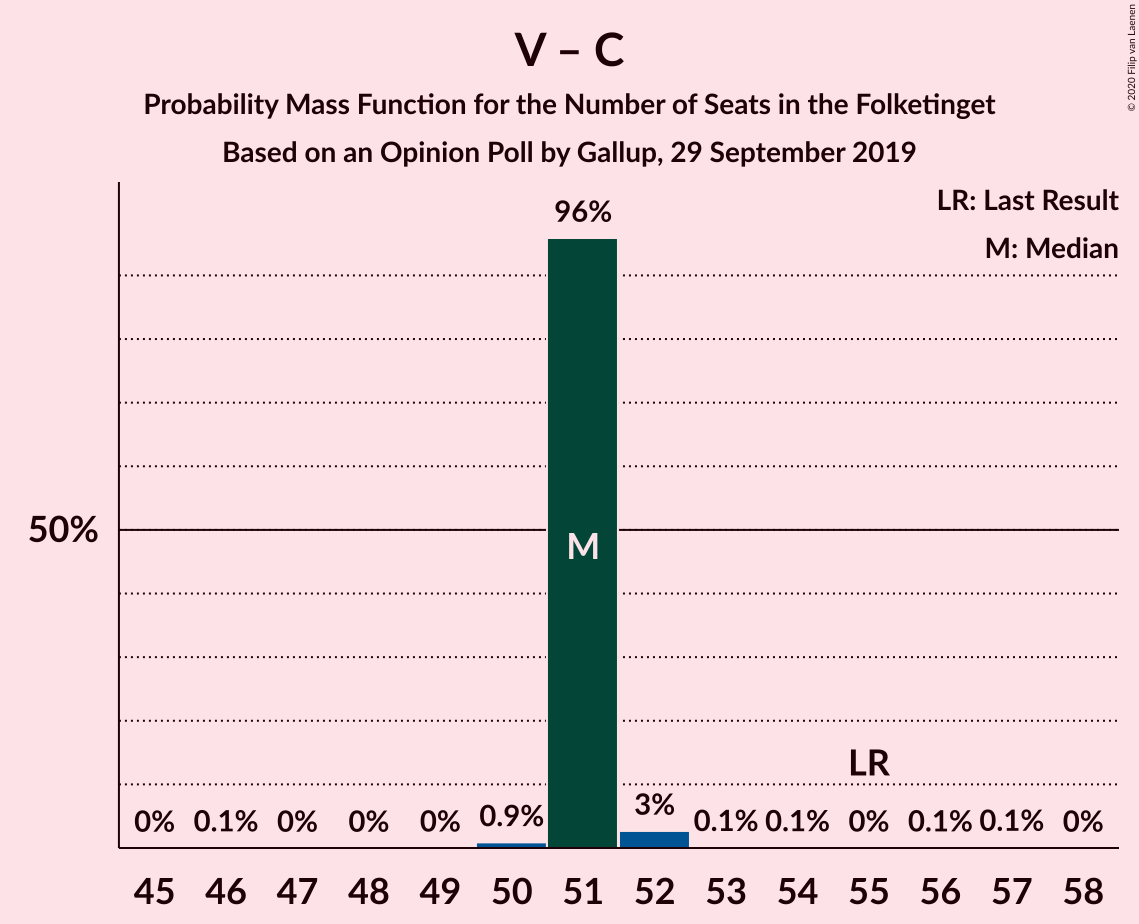 V – C
Probability Mass Function for the Number of Seats in the Folketinget
Based on an Opinion Poll by Gallup, 29 September 2019
© 2020 Filip van Laenen
LR: Last Result
M: Median
96%
50%
M
LR
0% 0.1% 0% 0% 0% 0.9% 3% 0.1% 0.1% 0% 0.1% 0.1% 0%
45 46 47 48 49 50 51 52 53 54 55 56 57 58